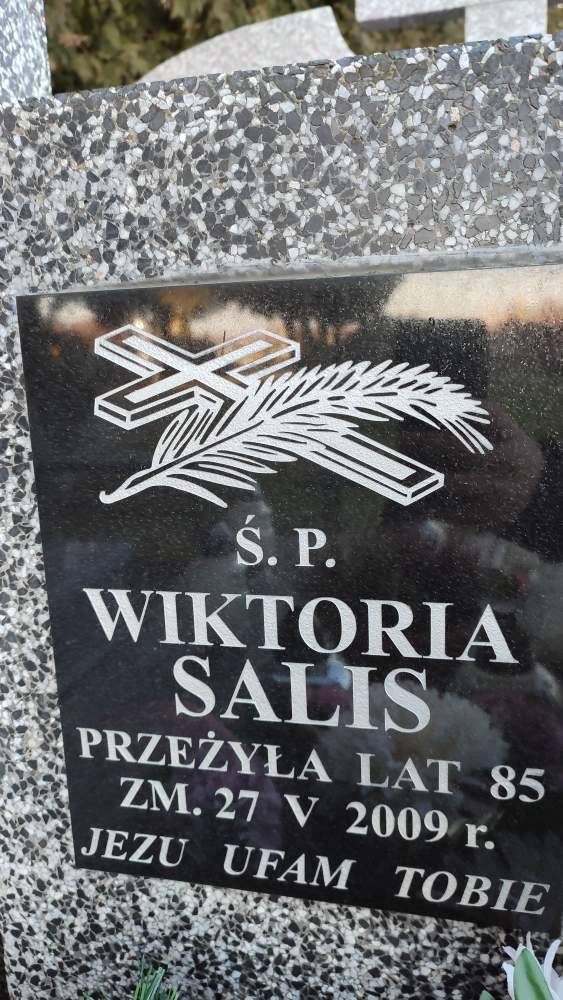 Ś. P.
WIKTORIA
SALIS
PRZEŻYŁA LAT 85
ZM. 27 V 2009 r.
JEZU UFAM TOBIE